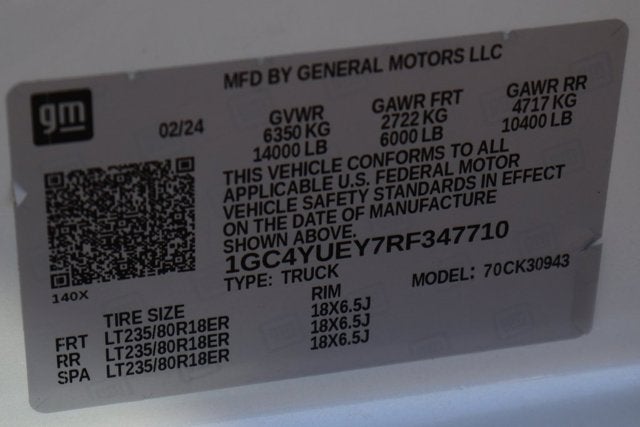 MFD BY GENERAL MOTORS LLC
gm
02/24
GVWR GAWR FRT GAWR RR
6350 KG 2722 KG 4717 KG
14000 LB 6000 LB 10400 LB
THIS VEHICLE CONFORMS TO ALL
APPLICABLE U.S. FEDERAL MOTOR
VEHICLE SAFETY STANDARDS IN EFFECT
ON THE DATE OF MANUFACTURE
SHOWN ABOVE.
1GC4YUEY7RF347710
140X
TYPE: TRUCK MODEL: 70CK30943
TIRE SIZE RIM
FRT LT235/80R18ER 18X6.5J
RR LT235/80R18ER 18X6.5J
SPA LT235/80R18ER 18X6.5J